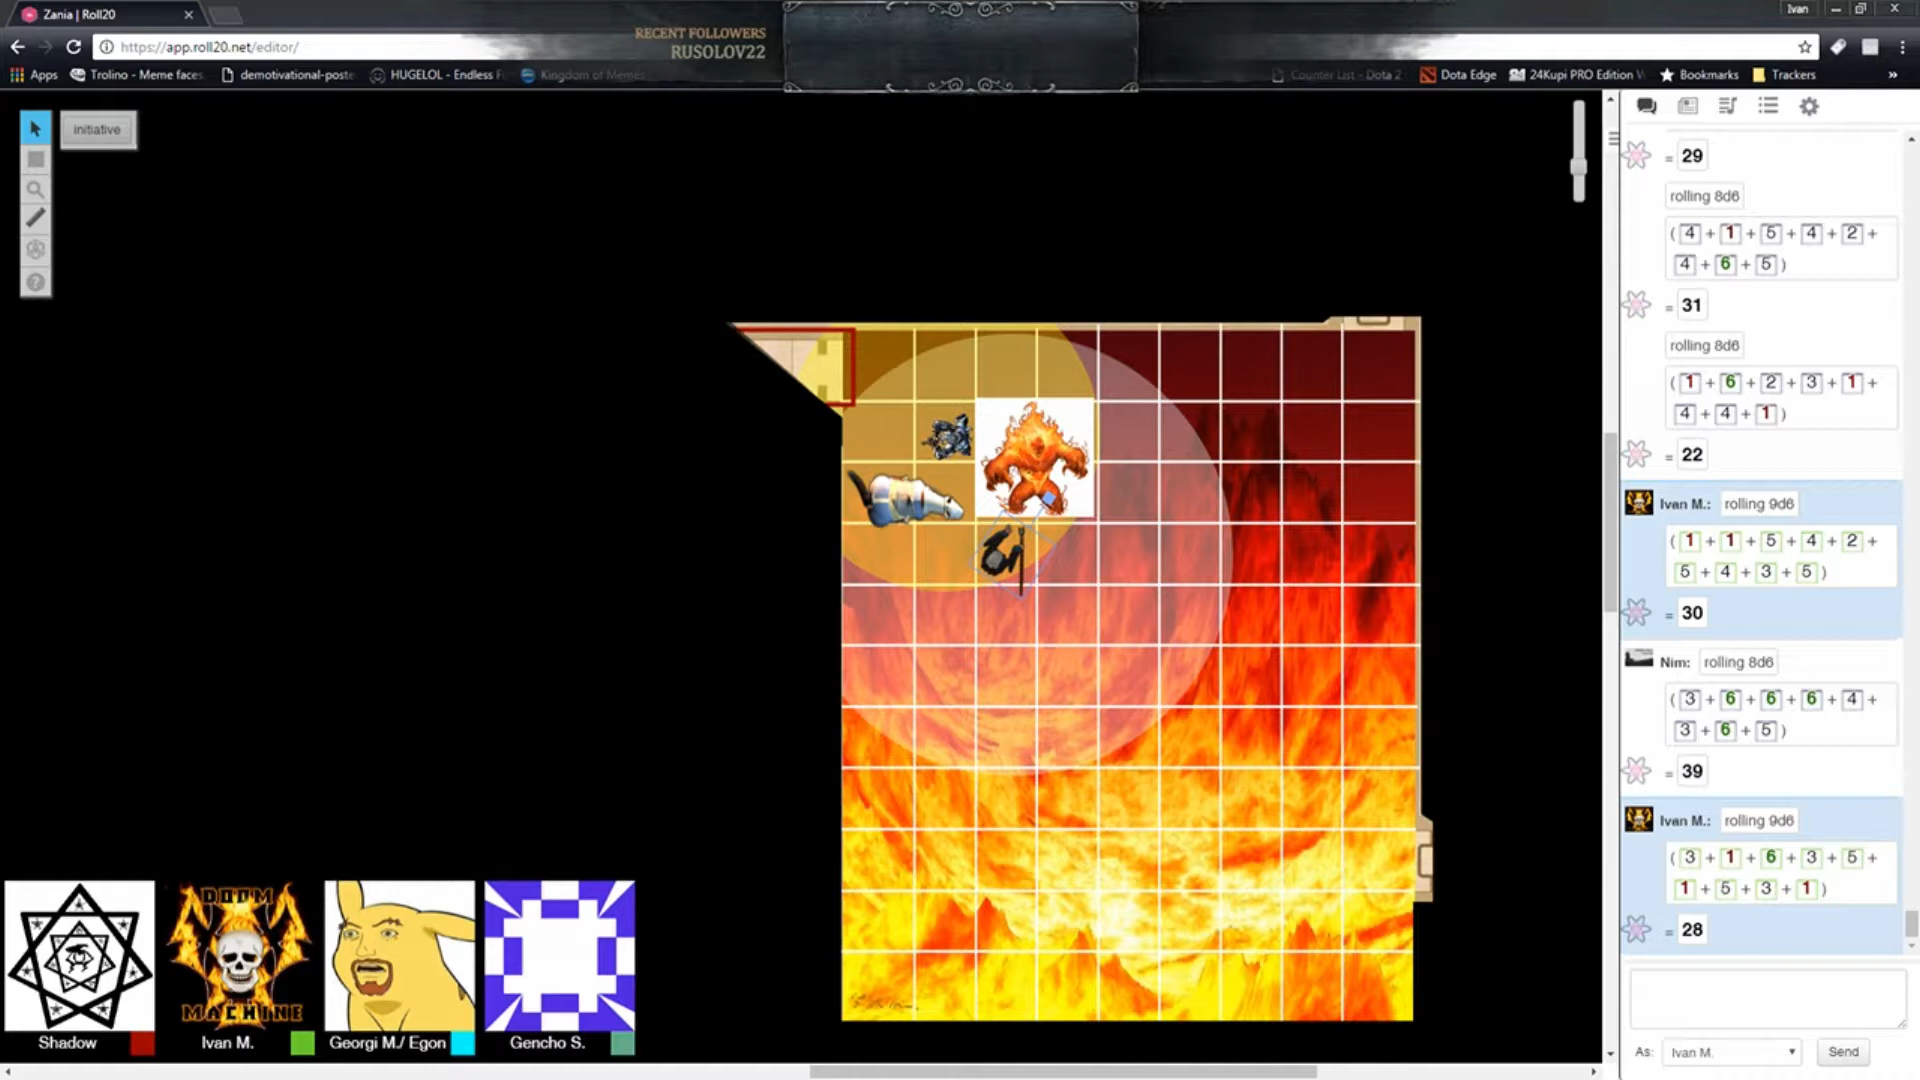 Zania | Roll20
Ivan
RECENT FOLLOWERS
RUSOLOV22
https://app.roll20.net/editor/
Apps
Trolino - Meme faces
demotivational-poste
HUGELOL - Endless F
Kingdom of Memes
Counter List - Dota 2
Dota Edge
24Kupi PRO Edition V
Bookmarks
Trackers
»
initiative
= 29
rolling 8d6
( 4 + 1 + 5 + 4 + 2 +
4 + 6 + 5 )
= 31
rolling 8d6
( 1 + 6 + 2 + 3 + 1 +
4 + 4 + 1 )
= 22
Ivan M.: rolling 9d6
( 1 + 1 + 5 + 4 + 2 +
5 + 4 + 3 + 5 )
= 30
Nim: rolling 8d6
( 3 + 6 + 6 + 6 + 4 +
3 + 6 + 5 )
= 39
Ivan M.: rolling 9d6
( 3 + 1 + 6 + 3 + 5 +
1 + 5 + 3 + 1 )
= 28
DOOM
MACHINE
Shadow
Ivan M.
Georgi M./ Egon
Gencho S.
As: Ivan M.
Send